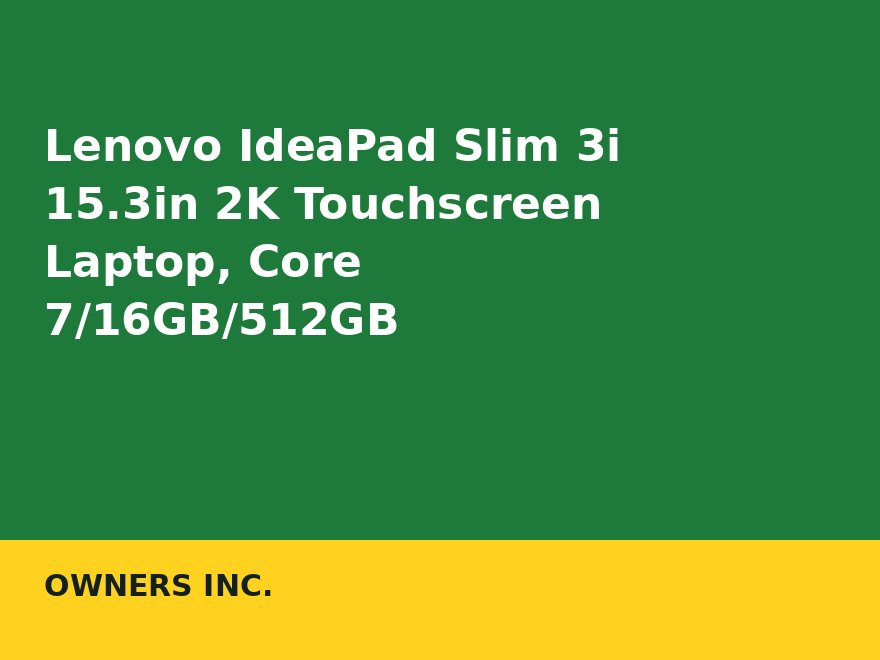 Lenovo IdeaPad Slim 3i
15.3in 2K Touchscreen
Laptop, Core
7/16GB/512GB
OWNERS INC.